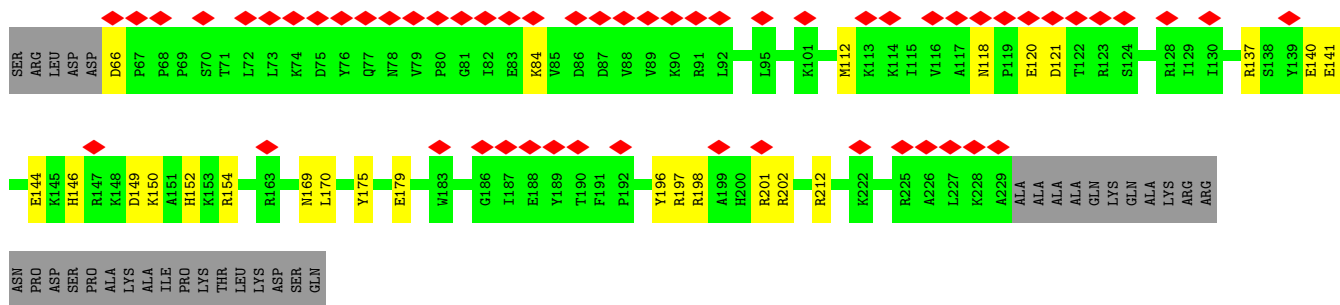 SER ARG LEU ASP ASP D66 P67 P68 P69 S70 T71 L72 L73 K74 D75 Y76 Q77 N78 V79 P80 G81 I82 E83 K84 V85 D86 D87 V88 V89 K90 R91 L92 L95 K101 M112 K113 K114 I115 V116 A117 N118 P119 E120 D121 T122 R123 S124 R128 I129 I130 R137 S138 Y139 E140 E141
E144 K145 H146 R147 K148 D149 K150 A151 H152 K153 R154 R163 N169 L170 Y175 E179 W183 G186 I187 E188 Y189 T190 F191 P192 Y196 R197 R198 A199 H200 R201 R202 R212 K222 R225 A226 L227 K228 A229 ALA ALA ALA ALA GLN LYS GLN ALA LYS ARG ARG
ASN PRO ASP SER PRO ALA LYS ALA ILE PRO LYS THR LEU LYS ASP SER GLN